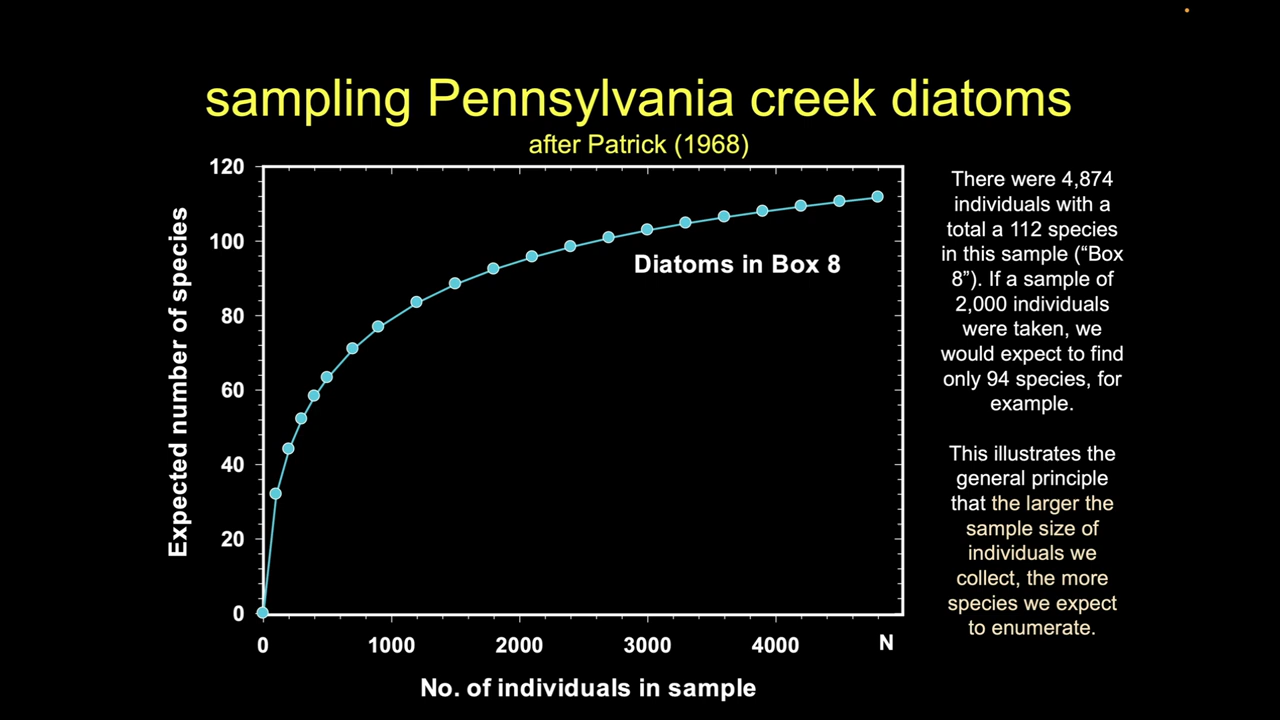 sampling Pennsylvania creek diatoms
after Patrick (1968)
120
100
80
60
40
20
0
Expected number of species
Diatoms in Box 8
0
1000
2000
3000
4000
N
No. of individuals in sample
There were 4,874
individuals with a
total a 112 species
in this sample (“Box
8”). If a sample of
2,000 individuals
were taken, we
would expect to find
only 94 species, for
example.
This illustrates the
general principle
that the larger the
sample size of
individuals we
collect, the more
species we expect
to enumerate.